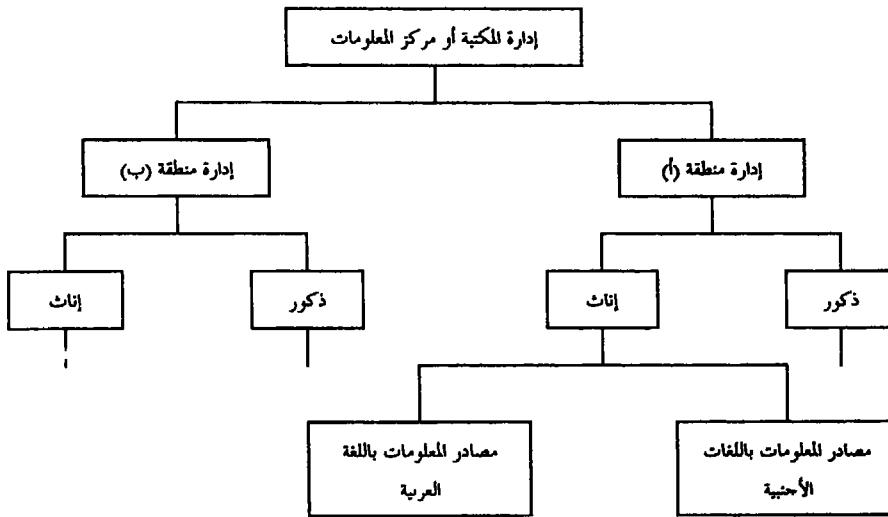 إدارة المكتبة أو مركز المعلومات
إدارة منطقة (أ)
إدارة منطقة (ب)
ذكور
إناث
ذكور
إناث
مصادر المعلومات باللغات
الأجنبية
مصادر المعلومات باللغة
العربية